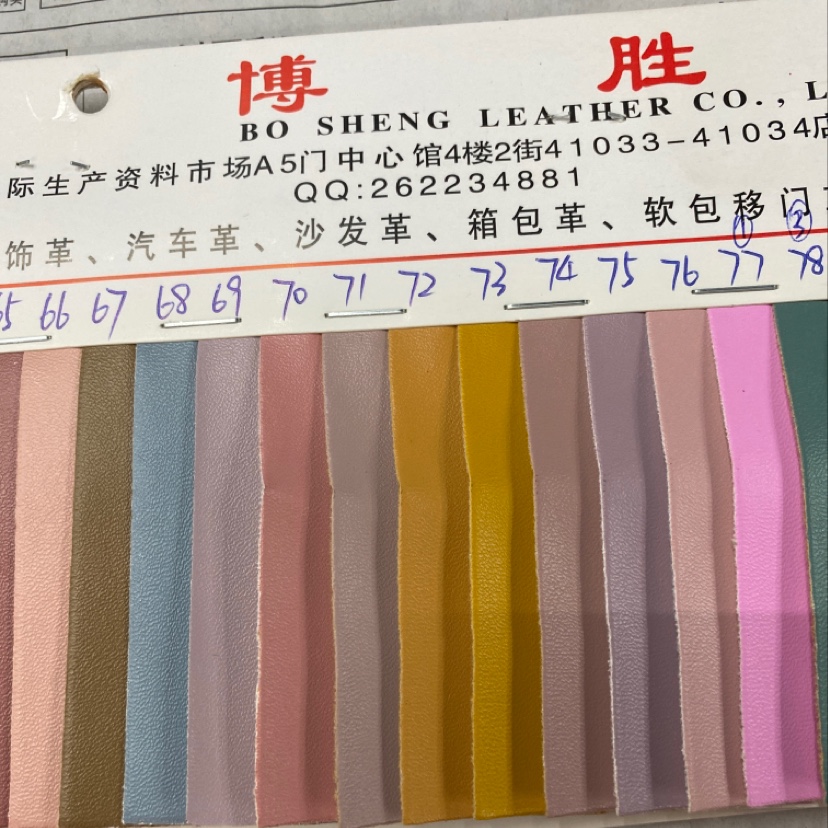 博 胜
BO SHENG LEATHER CO., L
际生产资料市场A5门中心馆4楼2街41033-41034店
QQ:262234881
饰革、汽车革、沙发革、箱包革、软包移门
① ③
65 66 67 68 69 70 71 72 73 74 75 76 77 78